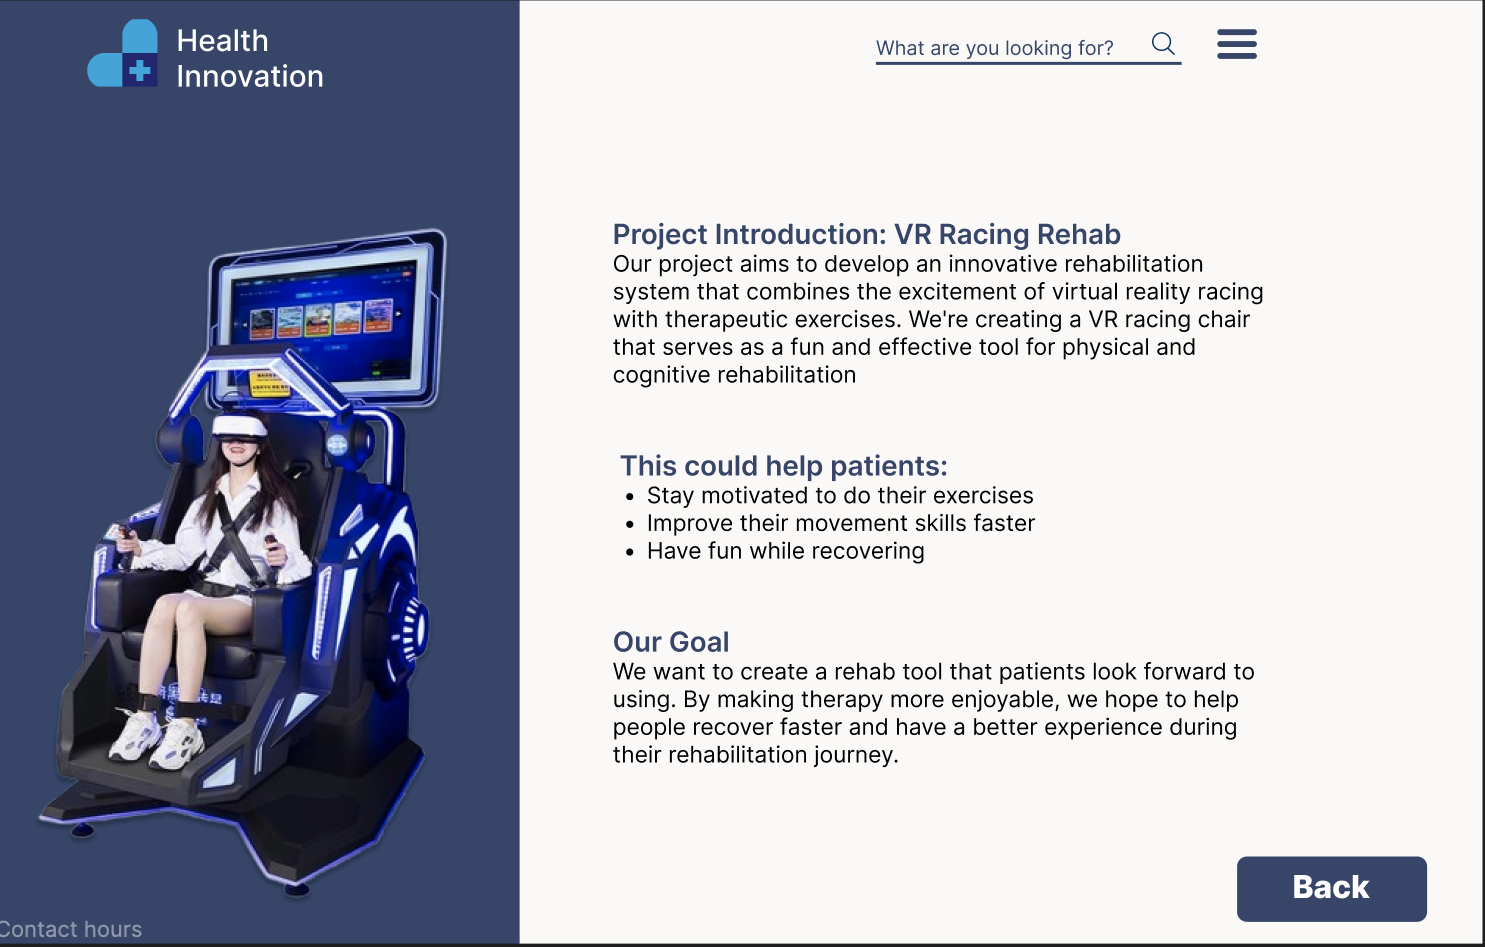 Health
Innovation
What are you looking for?
Project Introduction: VR Racing Rehab
Our project aims to develop an innovative rehabilitation
system that combines the excitement of virtual reality racing
with therapeutic exercises. We're creating a VR racing chair
that serves as a fun and effective tool for physical and
cognitive rehabilitation
This could help patients:
• Stay motivated to do their exercises
• Improve their movement skills faster
• Have fun while recovering
Our Goal
We want to create a rehab tool that patients look forward to
using. By making therapy more enjoyable, we hope to help
people recover faster and have a better experience during
their rehabilitation journey.
Back
Contact hours